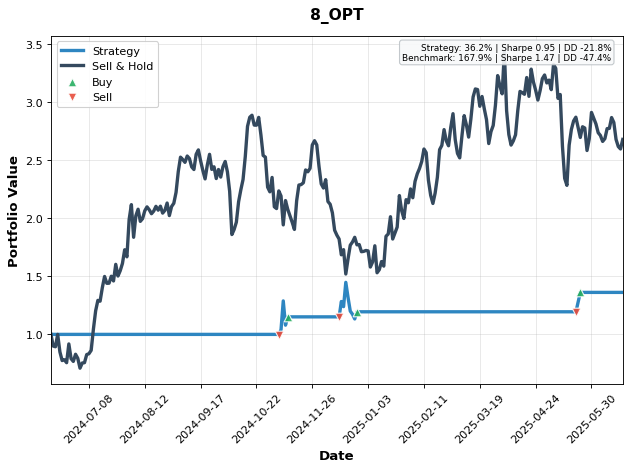 8_OPT
Strategy: 36.2% | Sharpe 0.95 | DD -21.8%
Benchmark: 167.9% | Sharpe 1.47 | DD -47.4%
Strategy
Sell & Hold
Buy
Sell
Portfolio Value
3.5
3.0
2.5
2.0
1.5
1.0
2024-07-08
2024-08-12
2024-09-17
2024-10-22
2024-11-26
2025-01-03
2025-02-11
2025-03-19
2025-04-24
2025-05-30
Date